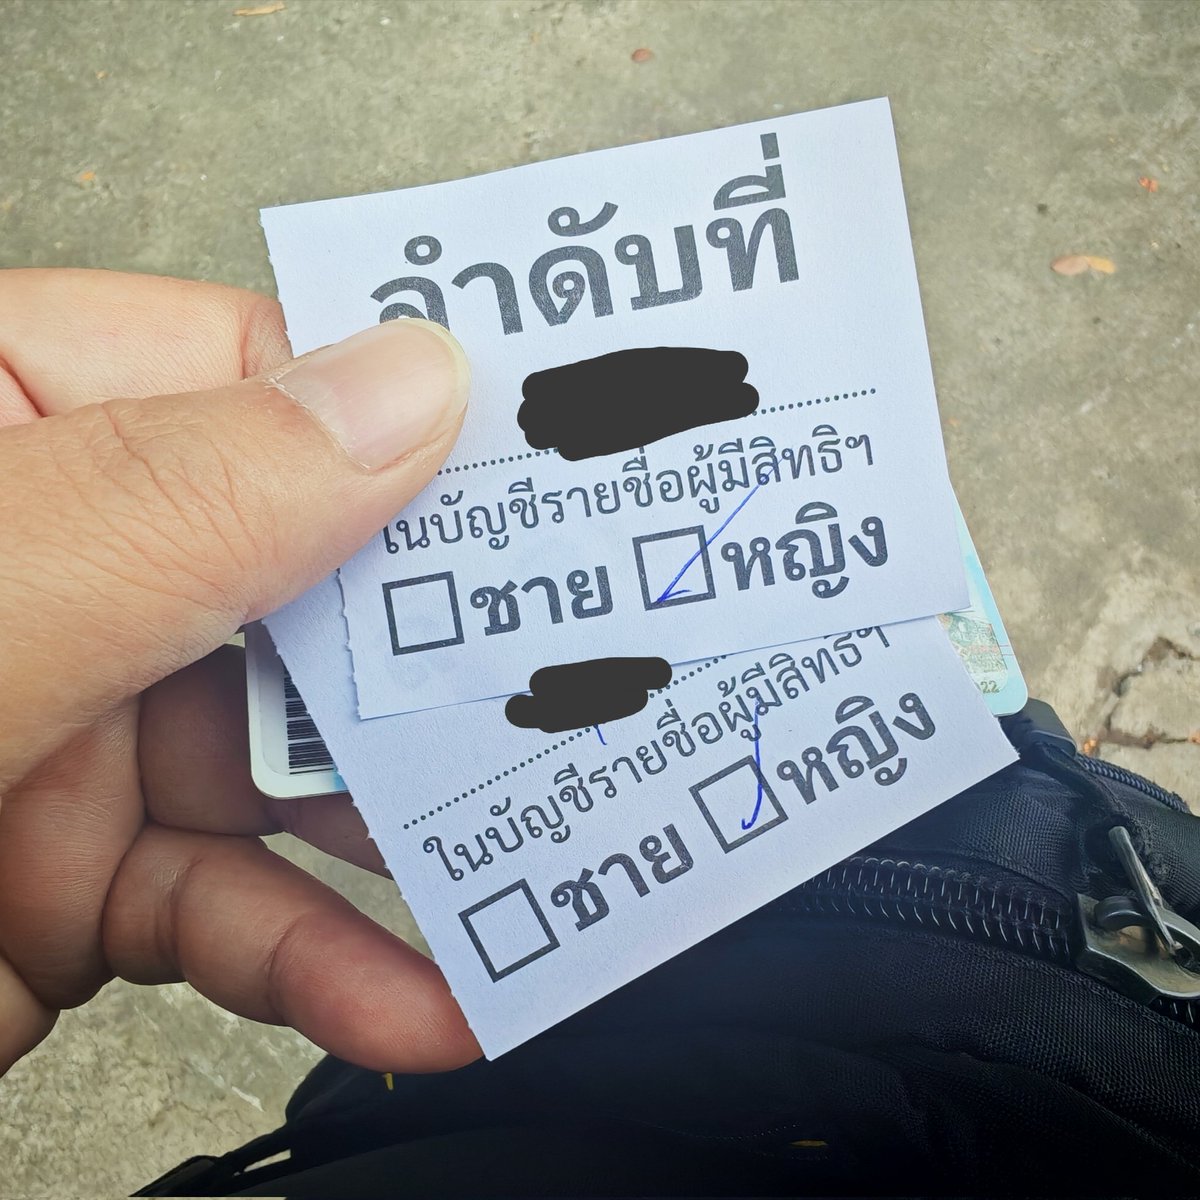 ลำดับที่
ในบัญชีรายชื่อผู้มีสิทธิฯ
ชาย หญิง
ในบัญชีรายชื่อผู้มีสิทธิฯ
ชาย หญิง
22